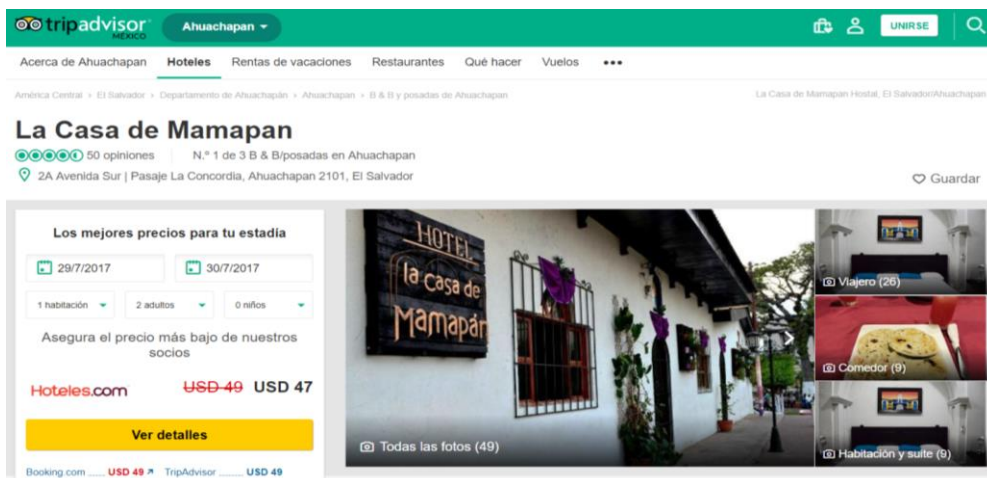 tripadvisor
MÉXICO
Ahuachapan
UNIRSE
Acerca de Ahuachapan Hoteles Rentas de vacaciones Restaurantes Qué hacer Vuelos •••
América Central › El Salvador › Departamento de Ahuachapán › Ahuachapan › B & B y posadas de Ahuachapan
La Casa de Mamapan Hostal, El Salvador/Ahuachapan
La Casa de Mamapan
50 opiniones N.º 1 de 3 B & B/posadas en Ahuachapan
2A Avenida Sur | Pasaje La Concordia, Ahuachapan 2101, El Salvador
Guardar
Los mejores precios para tu estadía
29/7/2017 30/7/2017
1 habitación 2 adultos 0 niños
Asegura el precio más bajo de nuestros
socios
Hoteles.com USD 49 USD 47
Ver detalles
Booking.com ...... USD 49 TripAdvisor ........ USD 49
HOTEL
la casa de
Mamapán
Todas las fotos (49)
Viajero (26)
Comedor (9)
Habitación y suite (9)